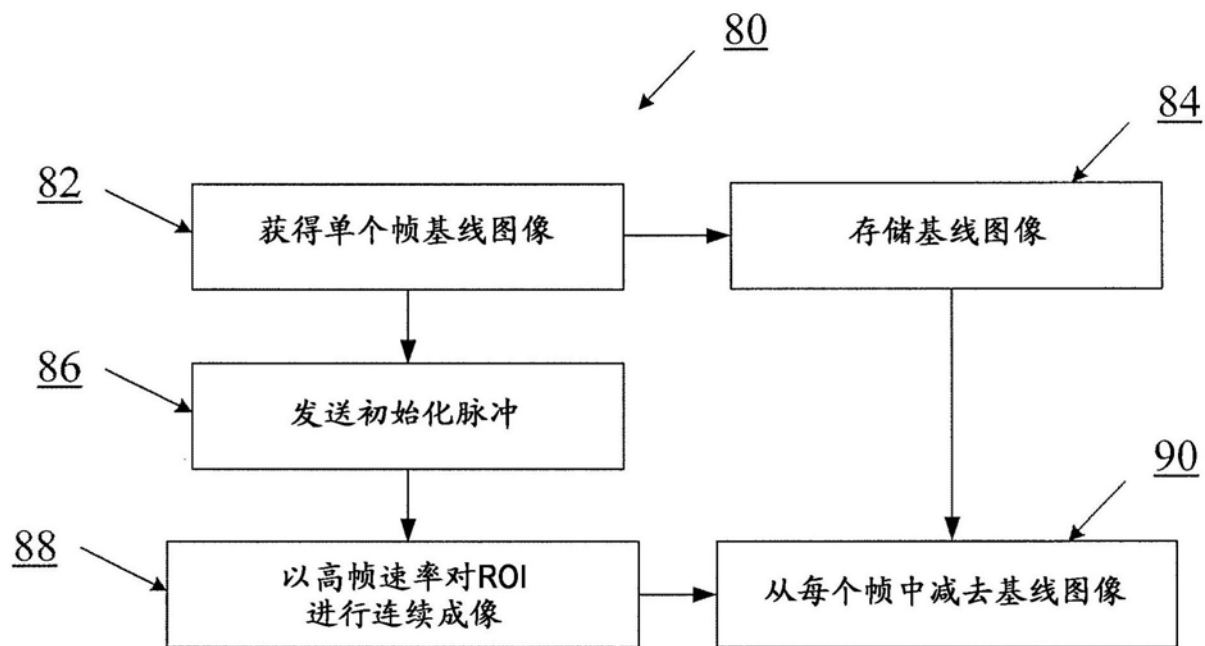 80
84
82
获得单个帧基线图像
存储基线图像
86
发送初始化脉冲
90
88
以高帧速率对ROI
进行连续成像
从每个帧中减去基线图像